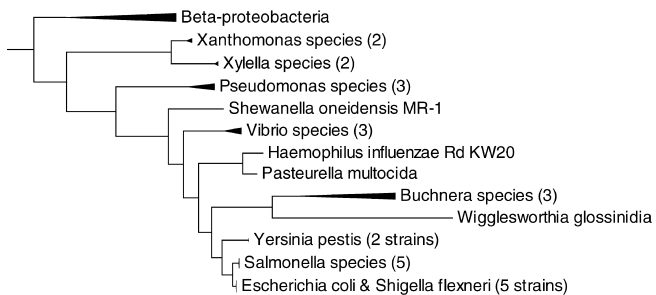 Beta-proteobacteria
Xanthomonas species (2)
Xylella species (2)
Pseudomonas species (3)
Shewanella oneidensis MR-1
Vibrio species (3)
Haemophilus influenzae Rd KW20
Pasteurella multocida
Buchnera species (3)
Wigglesworthia glossinidia
Yersinia pestis (2 strains)
Salmonella species (5)
Escherichia coli & Shigella flexneri (5 strains)